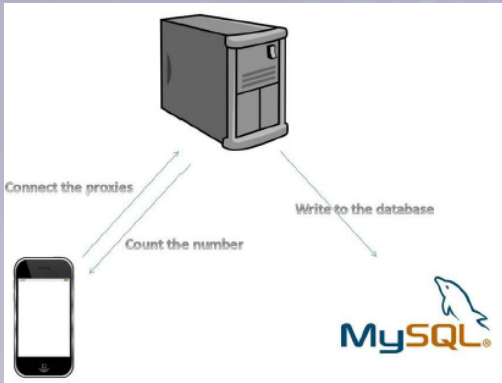 Connect the proxies
Write to the database
Count the number
MySQL®